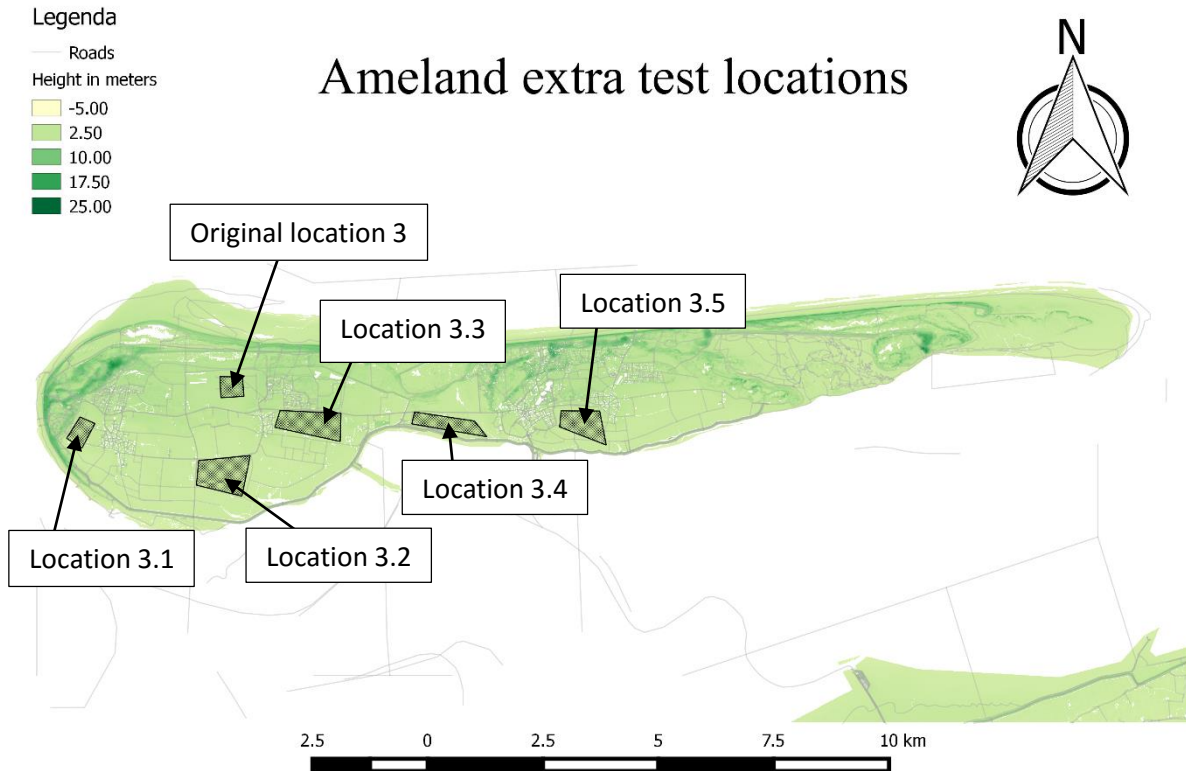 Legenda
Roads
Height in meters
-5.00
2.50
10.00
17.50
25.00
Ameland extra test locations
N
Original location 3
Location 3.3
Location 3.5
Location 3.4
Location 3.1
Location 3.2
2.5 0 2.5 5 7.5 10 km